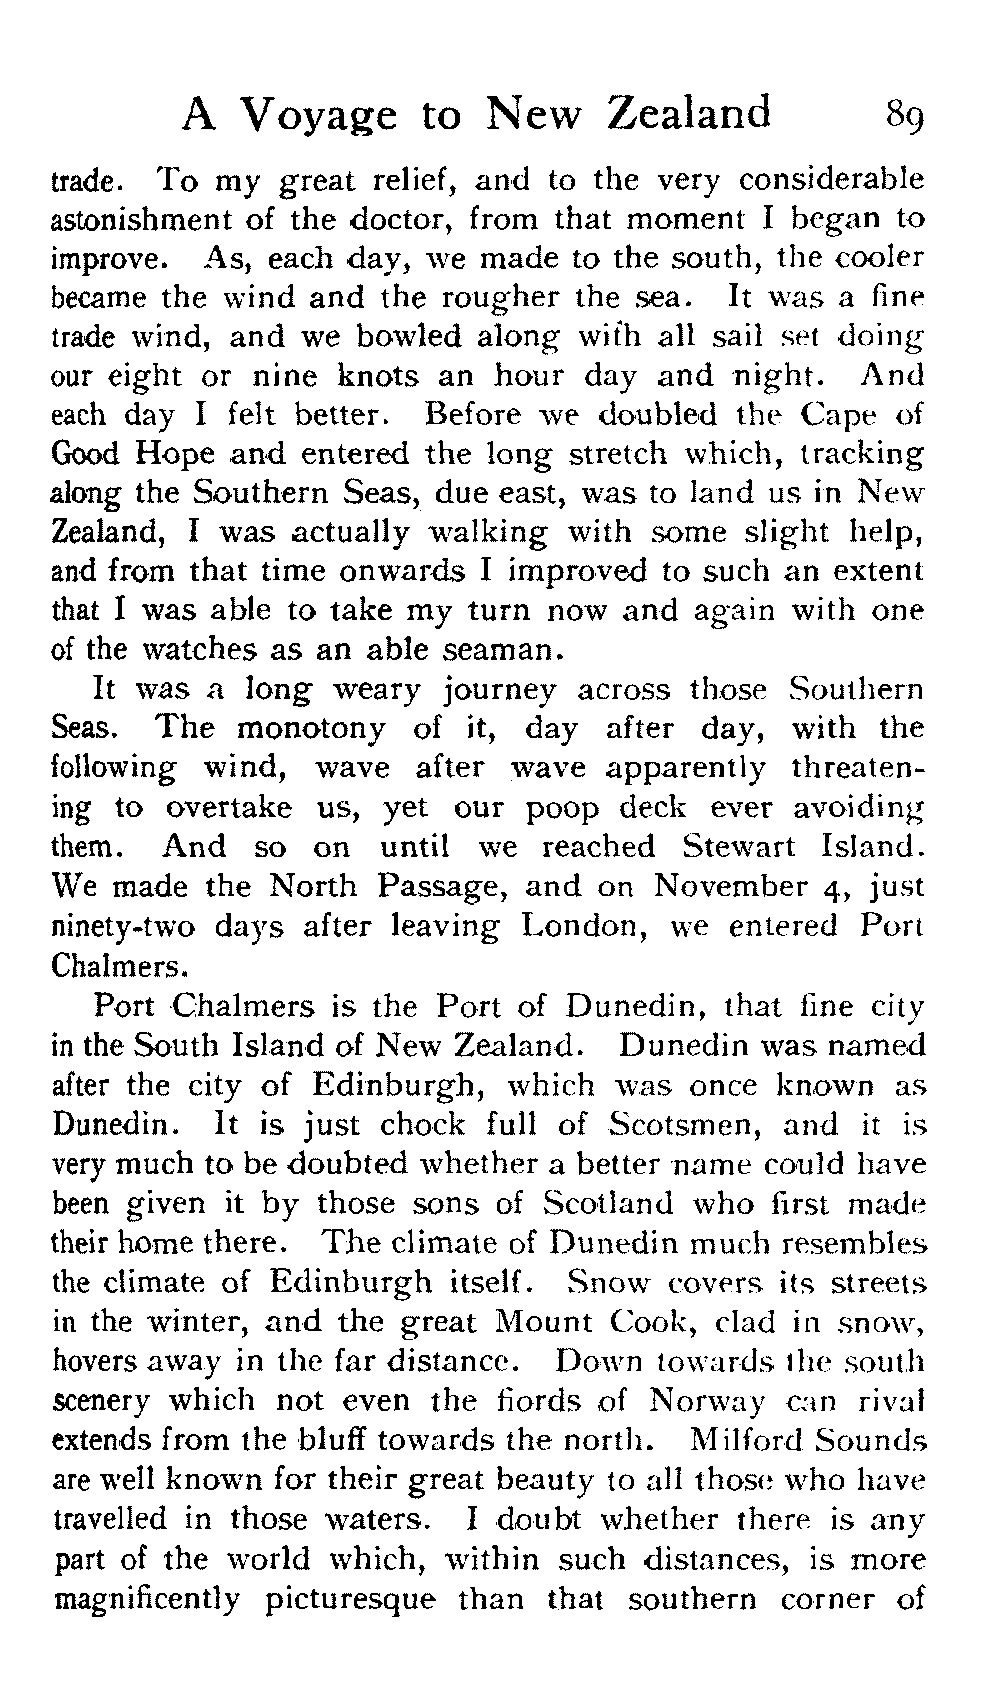 A Voyage to New Zealand 89
trade. To my great relief, and to the very considerable
astonishment of the doctor, from that moment I began to
improve. As, each day, we made to the south, the cooler
became the wind and the rougher the sea. It was a fine
trade wind, and we bowled along with all sail set doing
our eight or nine knots an hour day and night. And
each day I felt better. Before we doubled the Cape of
Good Hope and entered the long stretch which, tracking
along the Southern Seas, due east, was to land us in New
Zealand, I was actually walking with some slight help,
and from that time onwards I improved to such an extent
that I was able to take my turn now and again with one
of the watches as an able seaman.
It was a long weary journey across those Southern
Seas. The monotony of it, day after day, with the
following wind, wave after wave apparently threaten-
ing to overtake us, yet our poop deck ever avoiding
them. And so on until we reached Stewart Island.
We made the North Passage, and on November 4, just
ninety-two days after leaving London, we entered Port
Chalmers.
Port Chalmers is the Port of Dunedin, that fine city
in the South Island of New Zealand. Dunedin was named
after the city of Edinburgh, which was once known as
Dunedin. It is just chock full of Scotsmen, and it is
very much to be doubted whether a better name could have
been given it by those sons of Scotland who first made
their home there. The climate of Dunedin much resembles
the climate of Edinburgh itself. Snow covers its streets
in the winter, and the great Mount Cook, clad in snow,
hovers away in the far distance. Down towards the south
scenery which not even the fiords of Norway can rival
extends from the bluff towards the north. Milford Sounds
are well known for their great beauty to all those who have
travelled in those waters. I doubt whether there is any
part of the world which, within such distances, is more
magnificently picturesque than that southern corner of